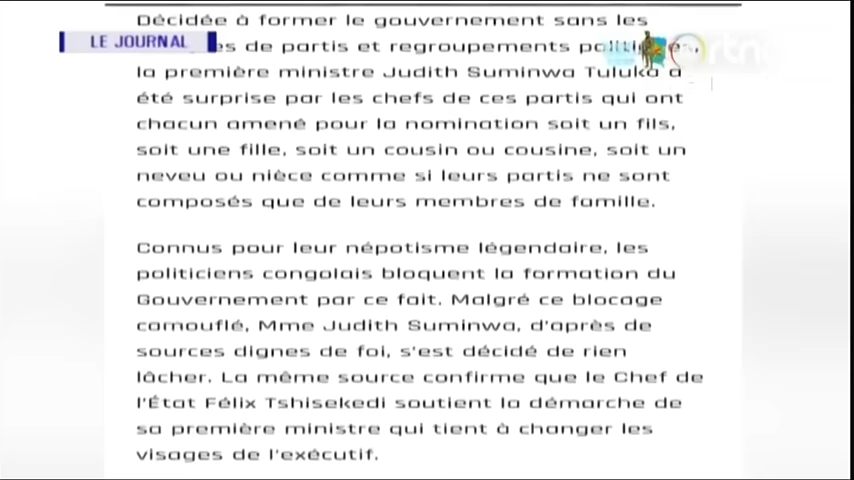 Décidée à former le gouvernement sans les
LE JOURNAL
de partis et regroupements
la première ministre Judith Suminwa Tuluka a
été surprise par les chefs de ces partis qui ont
chacun amené pour la nomination soit un fils,
soit une fille, soit un cousin ou cousine, soit un
neveu ou nièce comme si leurs partis ne sont
composés que de leurs membres de famille.
Connus pour leur népotisme légendaire, les
politiciens congolais bloquent la formation du
Gouvernement par ce fait. Malgré ce blocage
camouflé, Mme Judith Suminwa, d'après de
sources dignes de foi, s'est décidé de rien
lâcher. La même source confirme que le Chef de
l'État Félix Tshisekedi soutient la démarche de
sa première ministre qui tient à changer les
visages de l'exécutif.